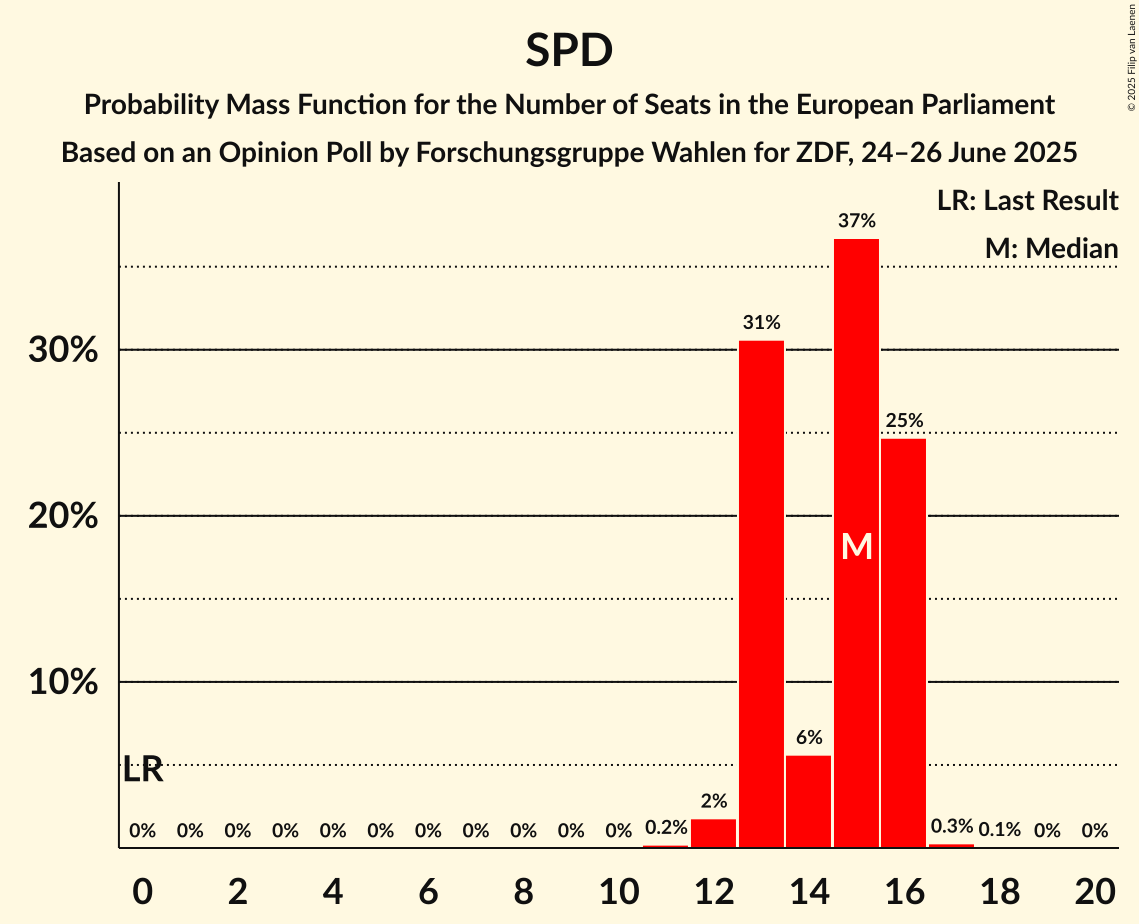 SPD
Probability Mass Function for the Number of Seats in the European Parliament
Based on an Opinion Poll by Forschungsgruppe Wahlen for ZDF, 24–26 June 2025
© 2025 Filip van Laenen
LR: Last Result
M: Median
37%
31%
30%
25%
20%
M
10%
6%
LR
2%
0% 0% 0% 0% 0% 0% 0% 0% 0% 0% 0% 0.2% 0.3% 0.1% 0% 0%
0 2 4 6 8 10 12 14 16 18 20